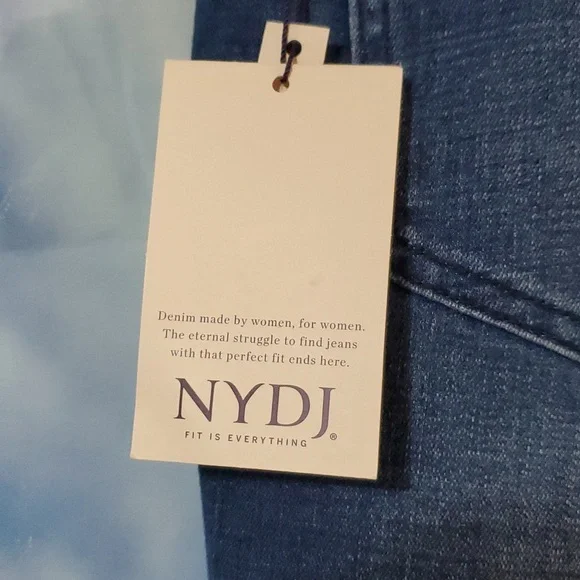 Denim made by women, for women.
The eternal struggle to find jeans
with that perfect fit ends here.
NYDJ®
FIT IS EVERYTHING